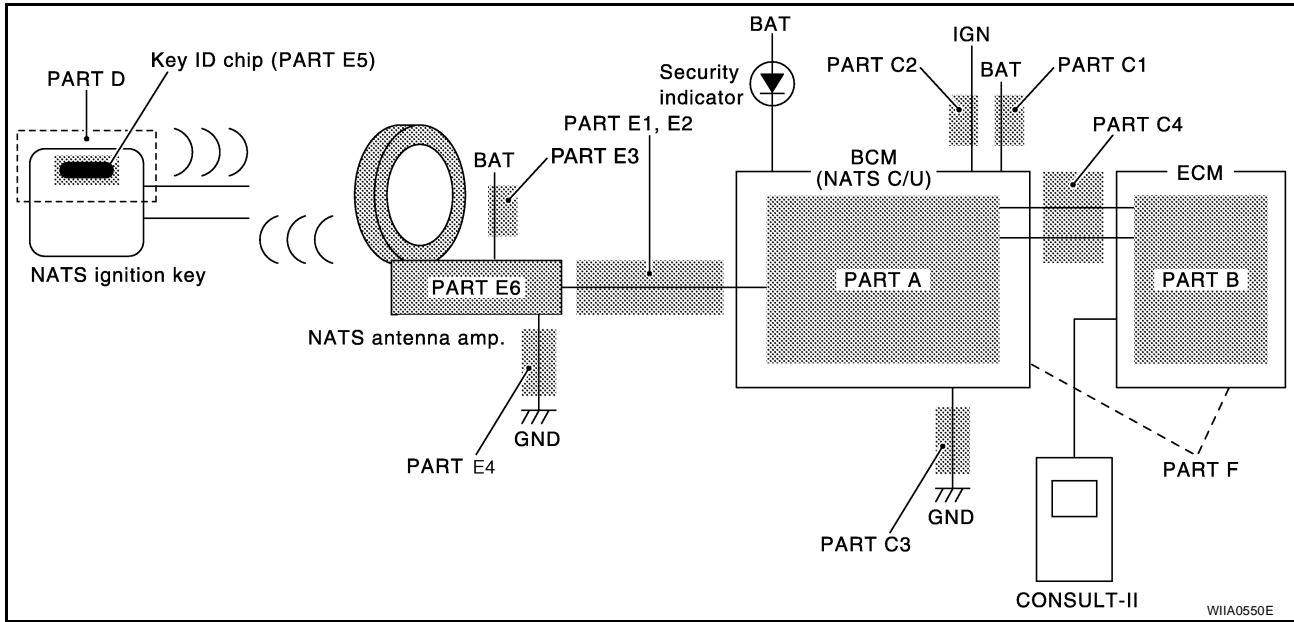 BAT
IGN
Key ID chip (PART E5)
PART D
Security
indicator
PART C2
BAT
PART C1
PART E1, E2
PART C4
BAT
PART E3
BCM
(NATS C/U)
ECM
NATS ignition key
PART E6
PART A
PART B
NATS antenna amp.
GND
PART E4
PART F
GND
PART C3
CONSULT-II
WIIA0550E